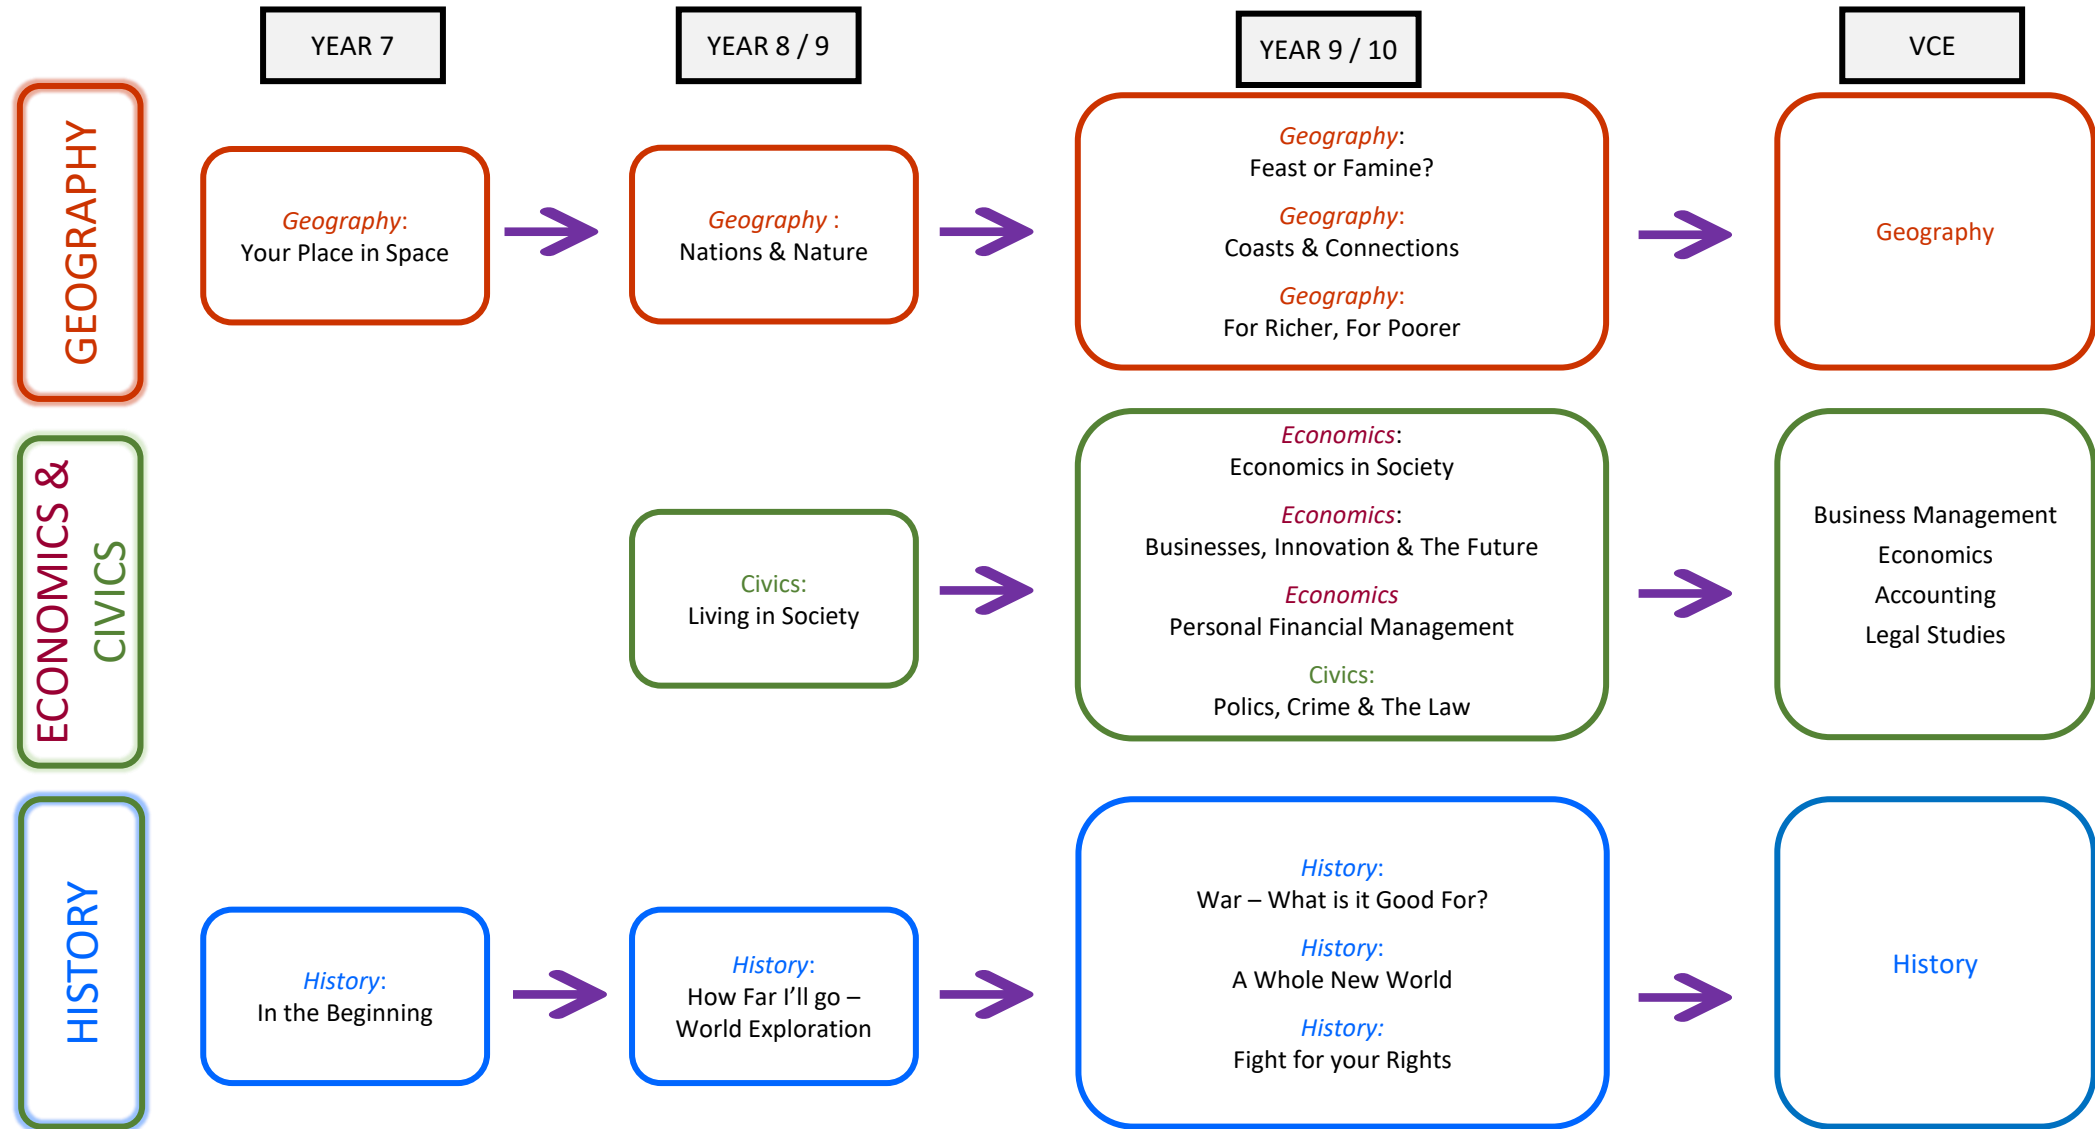 YEAR 7
YEAR 8 / 9
YEAR 9 / 10
VCE
GEOGRAPHY
Geography:
Your Place in Space
Geography :
Nations & Nature
Geography:
Feast or Famine?
Geography:
Coasts & Connections
Geography:
For Richer, For Poorer
Geography
ECONOMICS &
CIVICS
Civics:
Living in Society
Economics:
Economics in Society
Economics:
Businesses, Innovation & The Future
Economics
Personal Financial Management
Civics:
Polics, Crime & The Law
Business Management
Economics
Accounting
Legal Studies
HISTORY
History:
In the Beginning
History:
How Far I’ll go –
World Exploration
History:
War – What is it Good For?
History:
A Whole New World
History:
Fight for your Rights
History